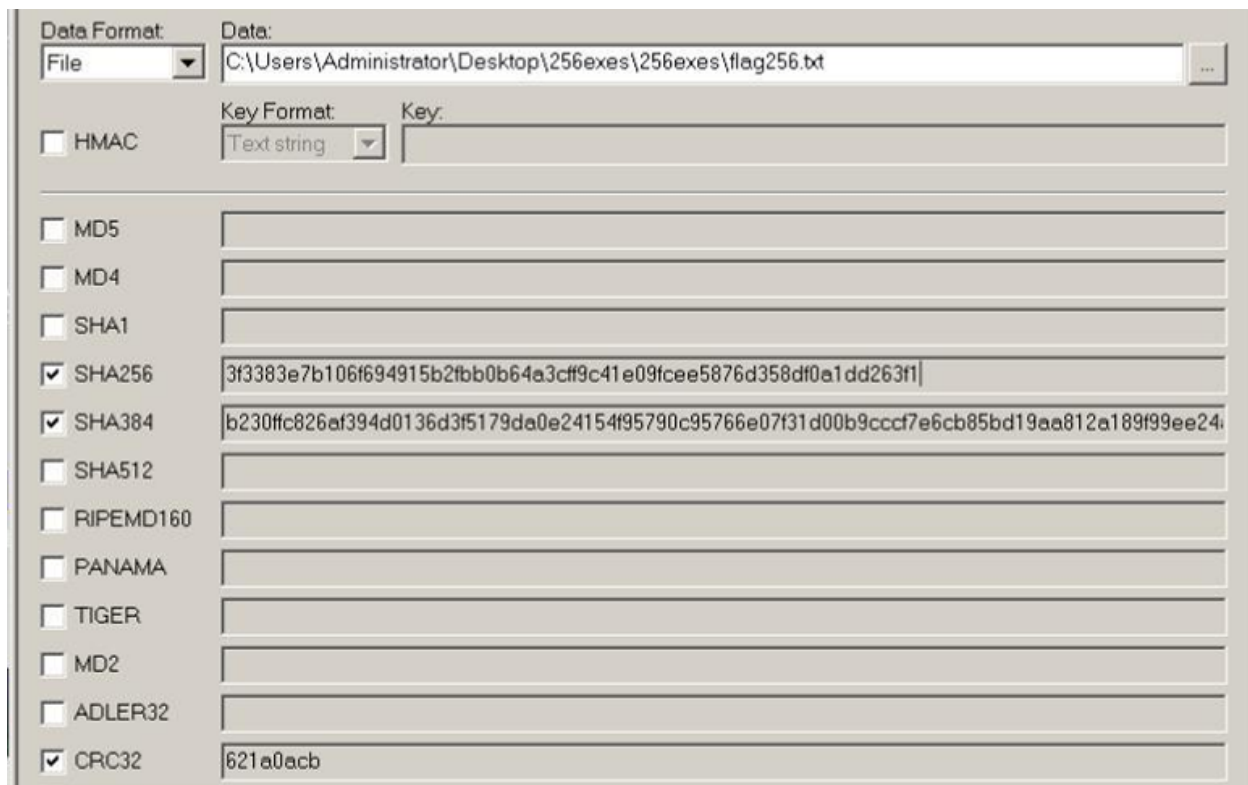 Data Format: Data:
File C:\Users\Administrator\Desktop\256exes\256exes\flag256.txt ...
Key Format: Key:
HMAC Text string
MD5
MD4
SHA1
SHA256 3f3383e7b106f694915b2fbb0b64a3cff9c41e09fcee5876d358df0a1dd263f1
SHA384 b230ffc826af394d0136d3f5179da0e24154f95790c95766e07f31d00b9cccf7e6cb85bd19aa812a189f99ee24
SHA512
RIPEMD160
PANAMA
TIGER
MD2
ADLER32
CRC32 621a0acb